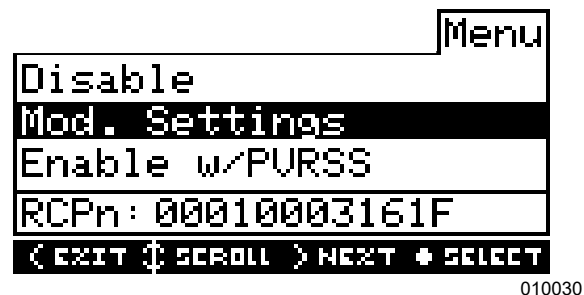 Menu
Disable
Mod. Settings
Enable w/PVRSS
RCPn: 00010003161F
EXIT SCROLL NEXT SELECT
010030